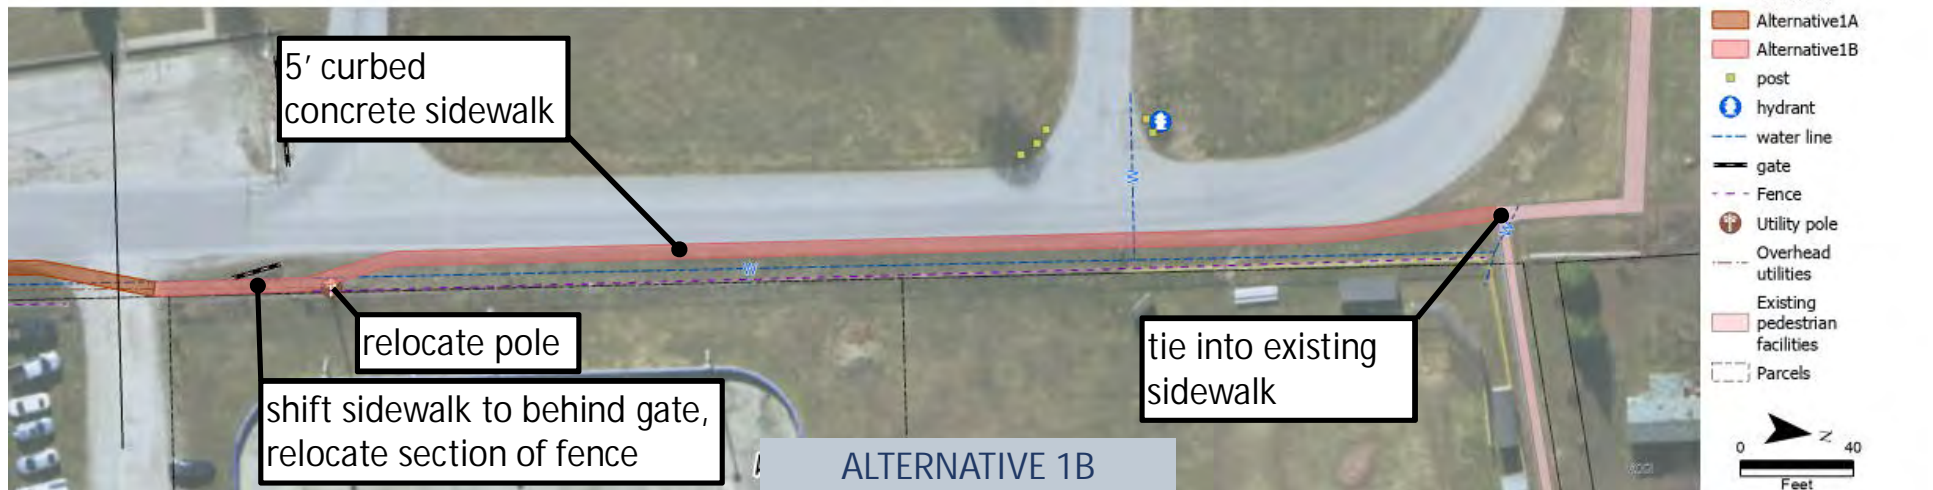 5' curbed
concrete sidewalk
relocate pole
shift sidewalk to behind gate,
relocate section of fence
tie into existing
sidewalk
W
W
ALTERNATIVE 1B
Alternative1A
Alternative1B
post
hydrant
water line
gate
Fence
Utility pole
Overhead
utilities
Existing
pedestrian
facilities
Parcels
N
0 40
Feet